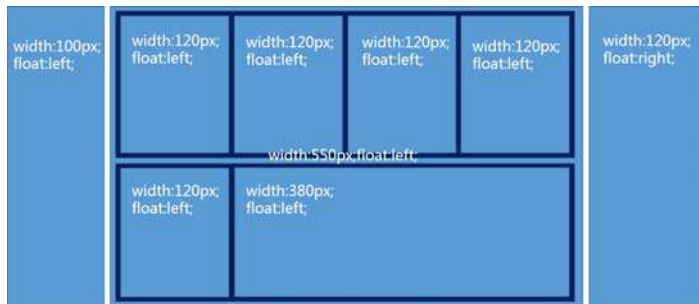 width:100px;
float:left;
width:120px;
float:left;
width:120px;
float:left;
width:120px;
float:left;
width:120px;
float:left;
width:550px;float:left;
width:120px;
float:left;
width:380px;
float:left;
width:120px;
float:right;